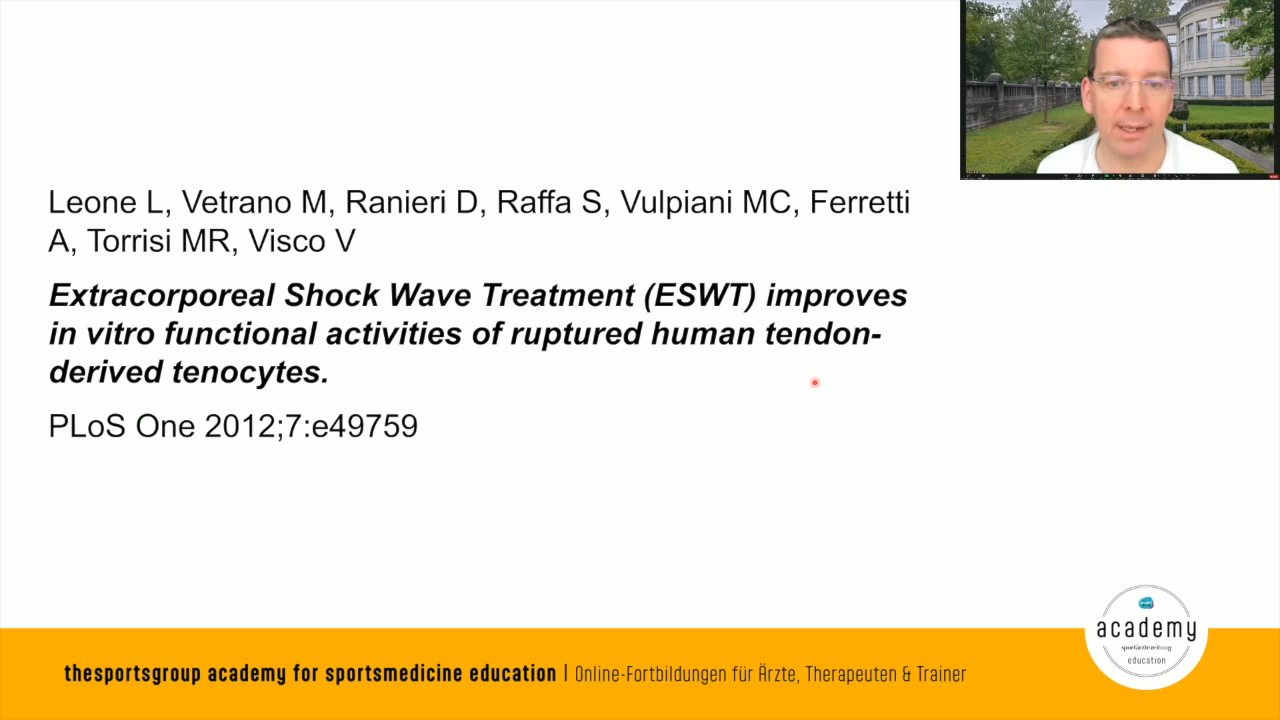 Leone L, Vetrano M, Ranieri D, Raffa S, Vulpiani MC, Ferretti
A, Torrisi MR, Visco V
Extracorporeal Shock Wave Treatment (ESWT) improves
in vitro functional activities of ruptured human tendon-
derived tenocytes.
PLoS One 2012;7:e49759
academy
sportärztezeitung
education
thesportsgroup academy for sportsmedicine education | Online-Fortbildungen für Ärzte, Therapeuten & Trainer